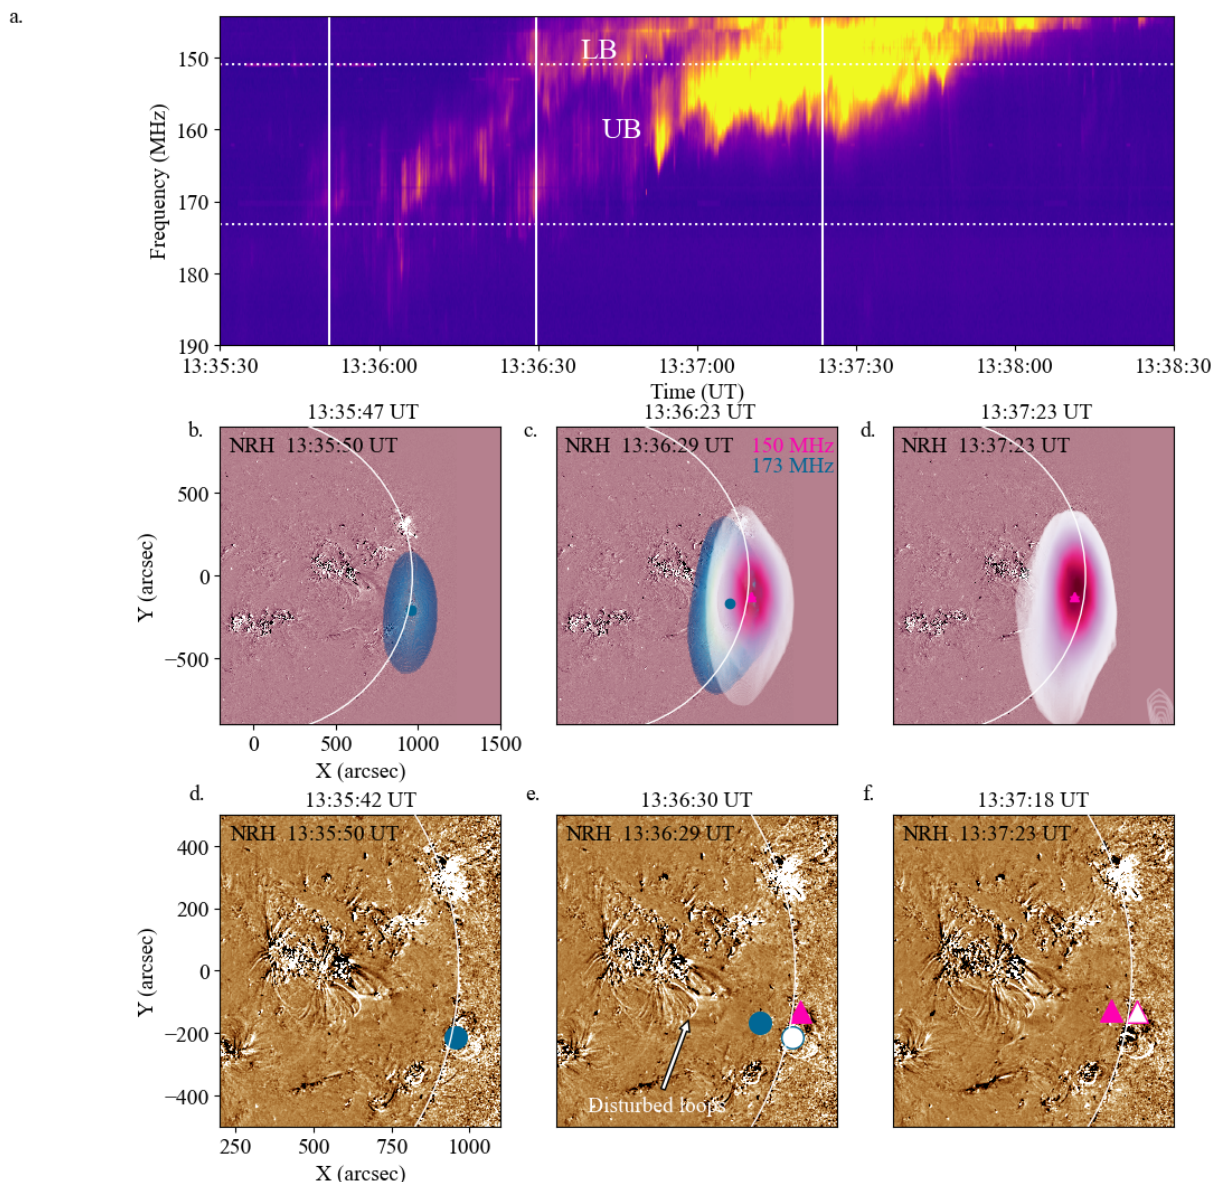 a.
LB
UB
150
160
170
180
190
Frequency (MHz)
13:35:30
13:36:00
13:36:30
13:37:00
13:37:30
13:38:00
13:38:30
Time (UT)
13:35:47 UT
13:36:23 UT
13:37:23 UT
b.
NRH 13:35:50 UT
c.
NRH 13:36:29 UT
150 MHz
173 MHz
d.
NRH 13:37:23 UT
500
0
−500
Y (arcsec)
0
500
1000
1500
X (arcsec)
d.
13:35:42 UT
e.
13:36:30 UT
f.
13:37:18 UT
NRH 13:35:50 UT
NRH 13:36:29 UT
NRH 13:37:23 UT
400
200
0
−200
−400
Y (arcsec)
Disturbed loops
250
500
750
1000
X (arcsec)